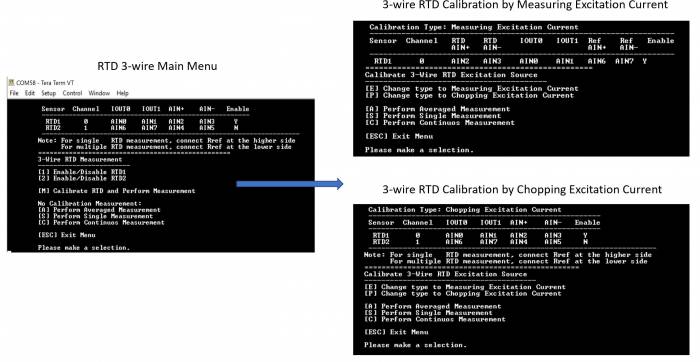 RTD 3-wire Main Menu
COM58 - Tera Term VT
File Edit Setup Control Window Help
Sensor Channel IOUT0 IOUT1 AIN+ AIN- Enable
RTD1 0 AIN0 AIN1 AIN2 AIN3 Y
RTD2 1 AIN6 AIN7 AIN4 AIN5 N
Note: For single RTD measurement, connect Rref at the higher side
For multiple RTD measurement, connect Rref at the lower side
3-Wire RTD Measurement
[1] Enable/Disable RTD1
[2] Enable/Disable RTD2
[M] Calibrate RTD and Perform Measurement
No Calibration Measurement:
[A] Perform Averaged Measurement
[S] Perform Single Measurement
[C] Perform Continuos Measurement
[ESC] Exit Menu
Please make a selection.
3-wire RTD Calibration by Measuring Excitation Current
Calibration Type: Measuring Excitation Current
Sensor Channel RTD RTD IOUT0 IOUT1 Ref Ref Enable
AIN+ AIN- AIN+ AIN-
RTD1 0 AIN2 AIN3 AIN0 AIN1 AIN6 AIN7 Y
Calibrate 3-Wire RTD Excitation Source
[E] Change type to Measuring Excitation Current
[P] Change type to Chopping Excitation Current
[A] Perform Averaged Measurement
[S] Perform Single Measurement
[C] Perform Continuos Measurement
[ESC] Exit Menu
Please make a selection.
3-wire RTD Calibration by Chopping Excitation Current
Calibration Type: Chopping Excitation Current
Sensor Channel IOUT0 IOUT1 AIN+ AIN- Enable
RTD1 0 AIN0 AIN1 AIN2 AIN3 Y
RTD2 1 AIN6 AIN7 AIN4 AIN5 N
Note: For single RTD measurement, connect Rref at the higher side
For multiple RTD measurement, connect Rref at the lower side
Calibrate 3-Wire RTD Excitation Source
[E] Change type to Measuring Excitation Current
[P] Change type to Chopping Excitation Current
[A] Perform Averaged Measurement
[S] Perform Single Measurement
[C] Perform Continuos Measurement
[ESC] Exit Menu
Please make a selection.